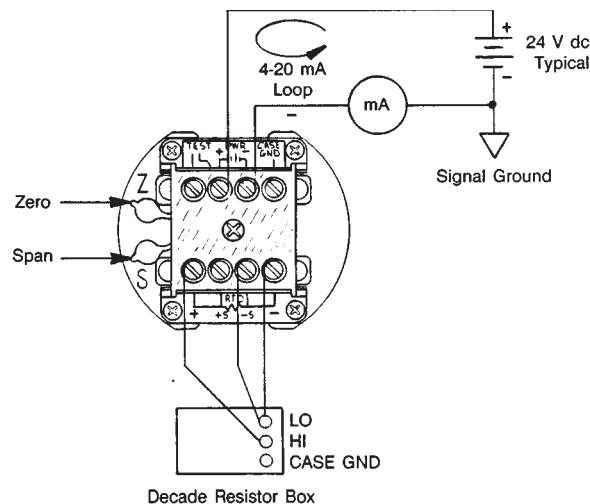 +
24 V dc
Typical
-
4-20 mA
Loop
mA
-
TEST + PWR - CASE
GND
Signal Ground
Z
Zero
Span
S
RTD
+ +S -S -
LO
HI
CASE GND
Decade Resistor Box